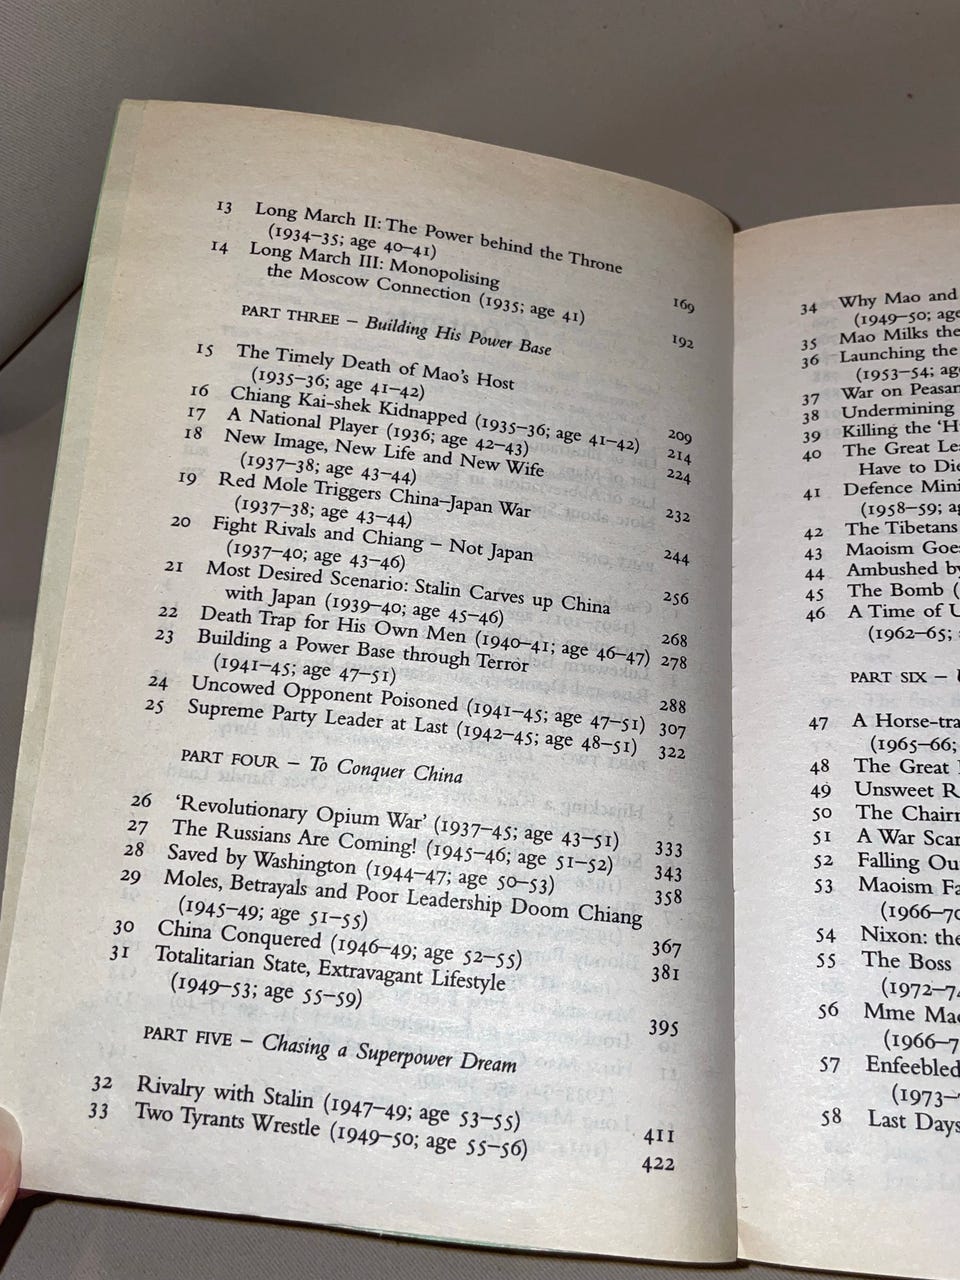 13 Long March II: The Power behind the Throne
(1934–35; age 40–41) 169
14 Long March III: Monopolising
the Moscow Connection (1935; age 41) 192
PART THREE – Building His Power Base
15 The Timely Death of Mao's Host
(1935–36; age 41–42) 209
16 Chiang Kai-shek Kidnapped (1935–36; age 41–42) 214
17 A National Player (1936; age 42–43) 224
18 New Image, New Life and New Wife
(1937–38; age 43–44) 232
19 Red Mole Triggers China–Japan War
(1937–38; age 43–44) 244
20 Fight Rivals and Chiang – Not Japan
(1937–40; age 43–46) 256
21 Most Desired Scenario: Stalin Carves up China
with Japan (1939–40; age 45–46) 268
22 Death Trap for His Own Men (1940–41; age 46–47) 278
23 Building a Power Base through Terror
(1941–45; age 47–51) 288
24 Uncowed Opponent Poisoned (1941–45; age 47–51) 307
25 Supreme Party Leader at Last (1942–45; age 48–51) 322
PART FOUR – To Conquer China
26 'Revolutionary Opium War' (1937–45; age 43–51) 333
27 The Russians Are Coming! (1945–46; age 51–52) 343
28 Saved by Washington (1944–47; age 50–53) 358
29 Moles, Betrayals and Poor Leadership Doom Chiang
(1945–49; age 51–55) 367
30 China Conquered (1946–49; age 52–55) 381
31 Totalitarian State, Extravagant Lifestyle
(1949–53; age 55–59) 395
PART FIVE – Chasing a Superpower Dream
32 Rivalry with Stalin (1947–49; age 53–55) 411
33 Two Tyrants Wrestle (1949–50; age 55–56) 422
34 Why Mao and
(1949–50; age
35 Mao Milks the
36 Launching the
(1953–54; ag
37 War on Peasan
38 Undermining
39 Killing the 'H
40 The Great Lea
Have to Die
41 Defence Mini
(1958–59; ag
42 The Tibetans
43 Maoism Goe
44 Ambushed by
45 The Bomb (
46 A Time of U
(1962–65;
PART SIX –
47 A Horse-tra
(1965–66;
48 The Great
49 Unsweet R
50 The Chairm
51 A War Scar
52 Falling Ou
53 Maoism Fa
(1966–70
54 Nixon: the
55 The Boss
(1972–74
56 Mme Mao
(1966–7
57 Enfeebled
(1973–
58 Last Days